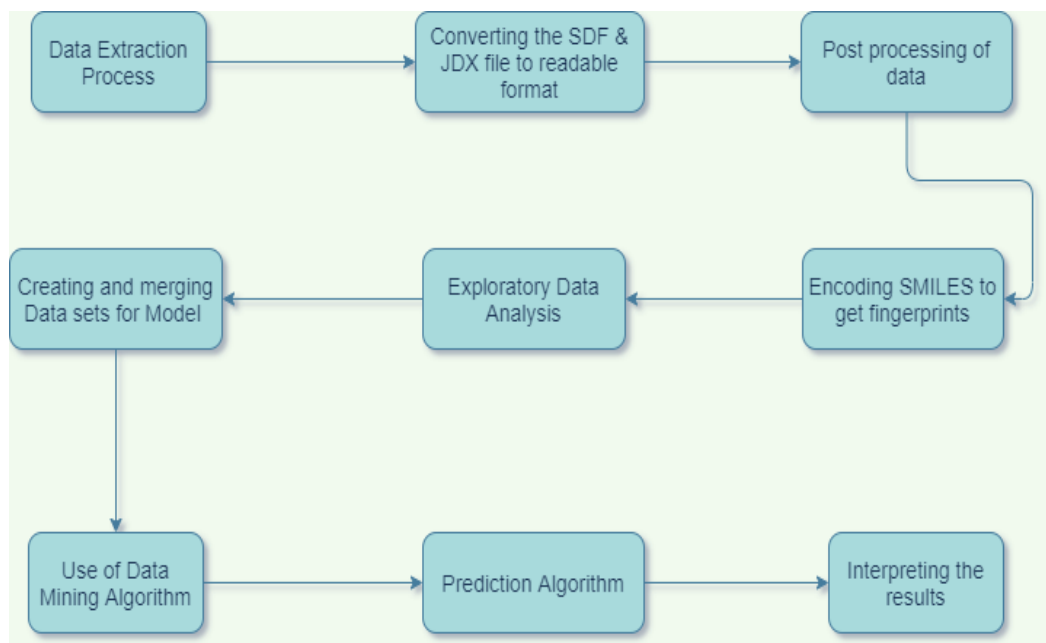 Data Extraction
Process
Converting the SDF &
JDX file to readable
format
Post processing of
data
Encoding SMILES to
get fingerprints
Exploratory Data
Analysis
Creating and merging
Data sets for Model
Use of Data
Mining Algorithm
Prediction Algorithm
Interpreting the
results